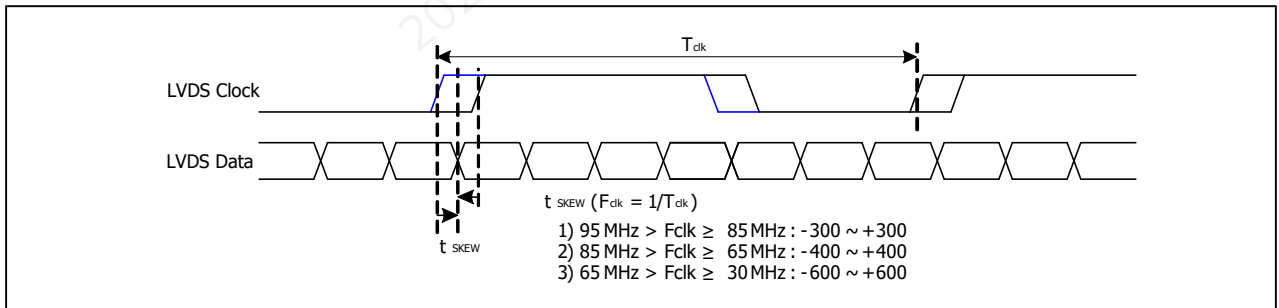 Tclk
LVDS Clock
LVDS Data
t SKEW (Fclk = 1/Tclk)
1) 95 MHz > Fclk ≥ 85 MHz : -300 ~ +300
2) 85 MHz > Fclk ≥ 65 MHz : -400 ~ +400
3) 65 MHz > Fclk ≥ 30 MHz : -600 ~ +600
t SKEW